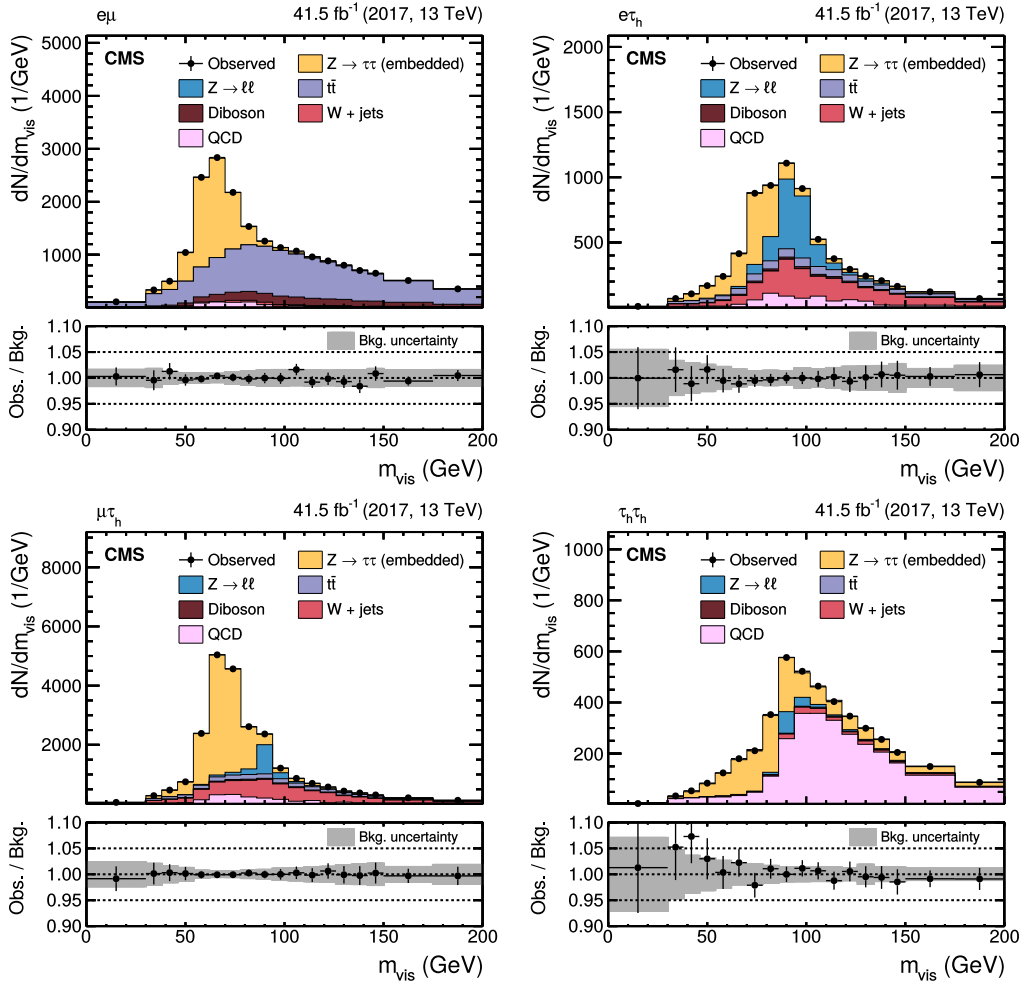 eμ 41.5 fb⁻¹ (2017, 13 TeV)
CMS
Observed Z → ττ (embedded)
Z → ℓℓ tt̄
Diboson W + jets
QCD
dN/dm_vis (1/GeV)
5000
4000
3000
2000
1000
Bkg. uncertainty
Obs. / Bkg.
1.10
1.05
1.00
0.95
0.90
0 50 100 150 200
m_vis (GeV)
eτ_h 41.5 fb⁻¹ (2017, 13 TeV)
CMS
Observed Z → ττ (embedded)
Z → ℓℓ tt̄
Diboson W + jets
QCD
dN/dm_vis (1/GeV)
2000
1500
1000
500
Bkg. uncertainty
Obs. / Bkg.
1.10
1.05
1.00
0.95
0.90
0 50 100 150 200
m_vis (GeV)
μτ_h 41.5 fb⁻¹ (2017, 13 TeV)
CMS
Observed Z → ττ (embedded)
Z → ℓℓ tt̄
Diboson W + jets
QCD
dN/dm_vis (1/GeV)
8000
6000
4000
2000
Bkg. uncertainty
Obs. / Bkg.
1.10
1.05
1.00
0.95
0.90
0 50 100 150 200
m_vis (GeV)
τ_hτ_h 41.5 fb⁻¹ (2017, 13 TeV)
CMS
Observed Z → ττ (embedded)
Z → ℓℓ tt̄
Diboson W + jets
QCD
dN/dm_vis (1/GeV)
1000
800
600
400
200
Bkg. uncertainty
Obs. / Bkg.
1.10
1.05
1.00
0.95
0.90
0 50 100 150 200
m_vis (GeV)